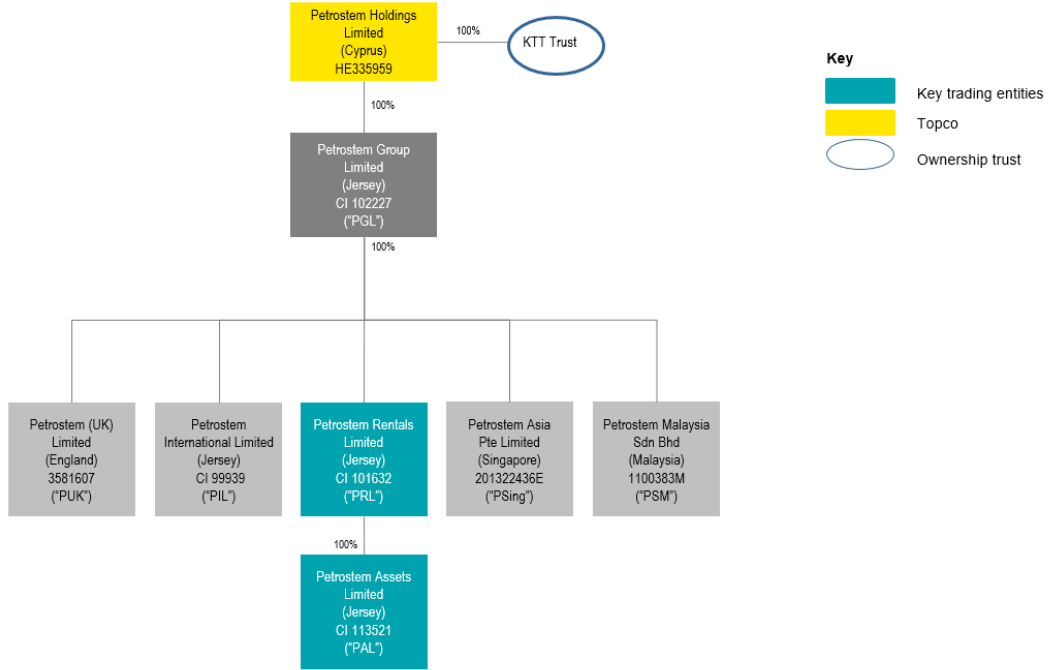 Petrostem Holdings
Limited
(Cyprus)
HE335959
100%
KTT Trust
Key
Key trading entities
Topco
Ownership trust
100%
Petrostem Group
Limited
(Jersey)
CI 102227
("PGL")
100%
Petrostem (UK)
Limited
(England)
3581607
("PUK")
Petrostem
International Limited
(Jersey)
CI 99939
("PIL")
Petrostem Rentals
Limited
(Jersey)
CI 101632
("PRL")
Petrostem Asia
Pte Limited
(Singapore)
201322436E
("PSing")
Petrostem Malaysia
Sdn Bhd
(Malaysia)
1100383M
("PSM")
100%
Petrostem Assets
Limited
(Jersey)
CI 113521
("PAL")